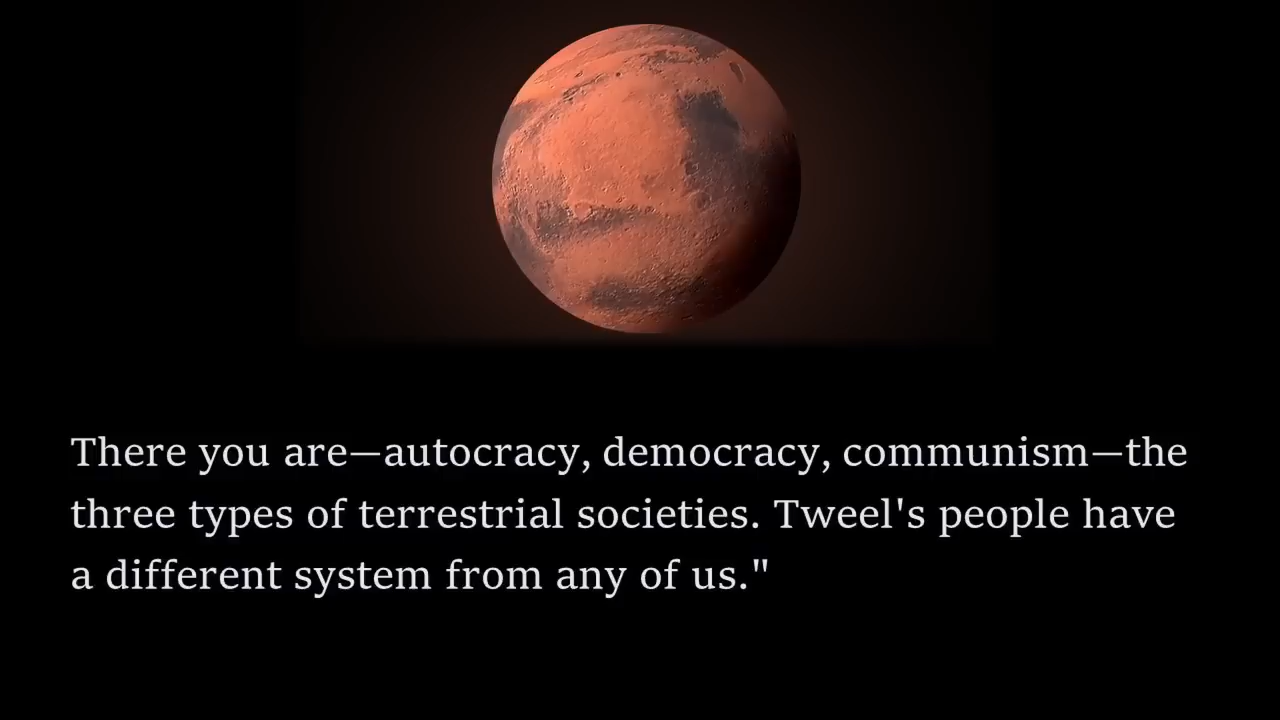 There you are—autocracy, democracy, communism—the
three types of terrestrial societies. Tweel's people have
a different system from any of us."